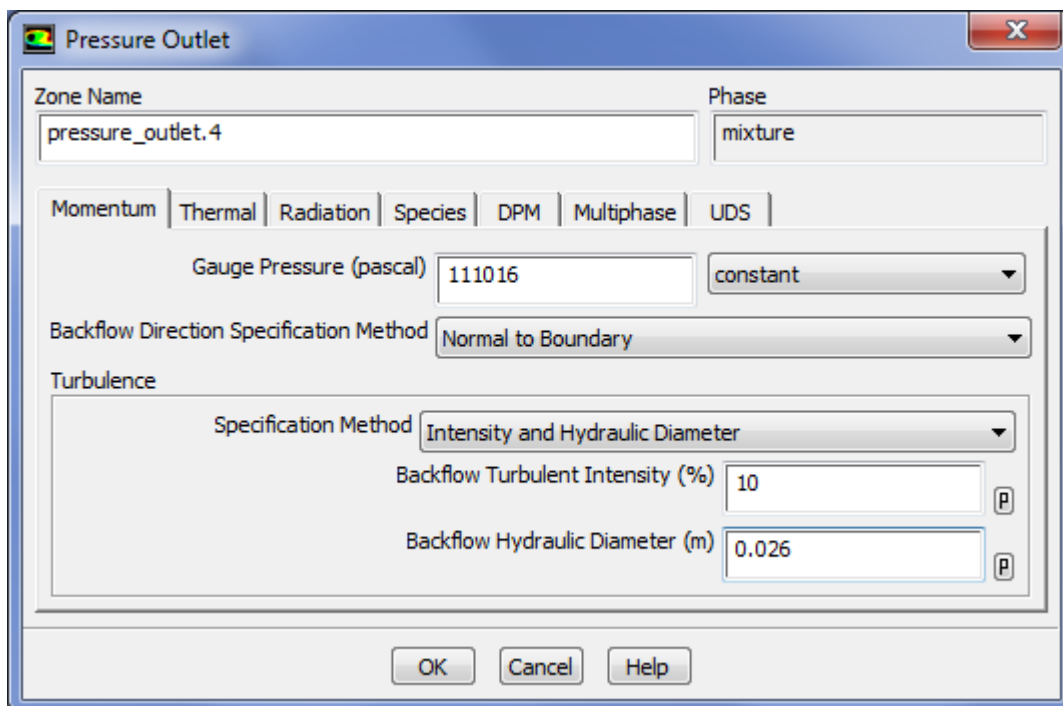 Pressure Outlet
Zone Name
Phase
pressure_outlet.4
mixture
Momentum Thermal Radiation Species DPM Multiphase UDS
Gauge Pressure (pascal) 111016 constant
Backflow Direction Specification Method Normal to Boundary
Turbulence
Specification Method Intensity and Hydraulic Diameter
Backflow Turbulent Intensity (%) 10 P
Backflow Hydraulic Diameter (m) 0.026 P
OK Cancel Help